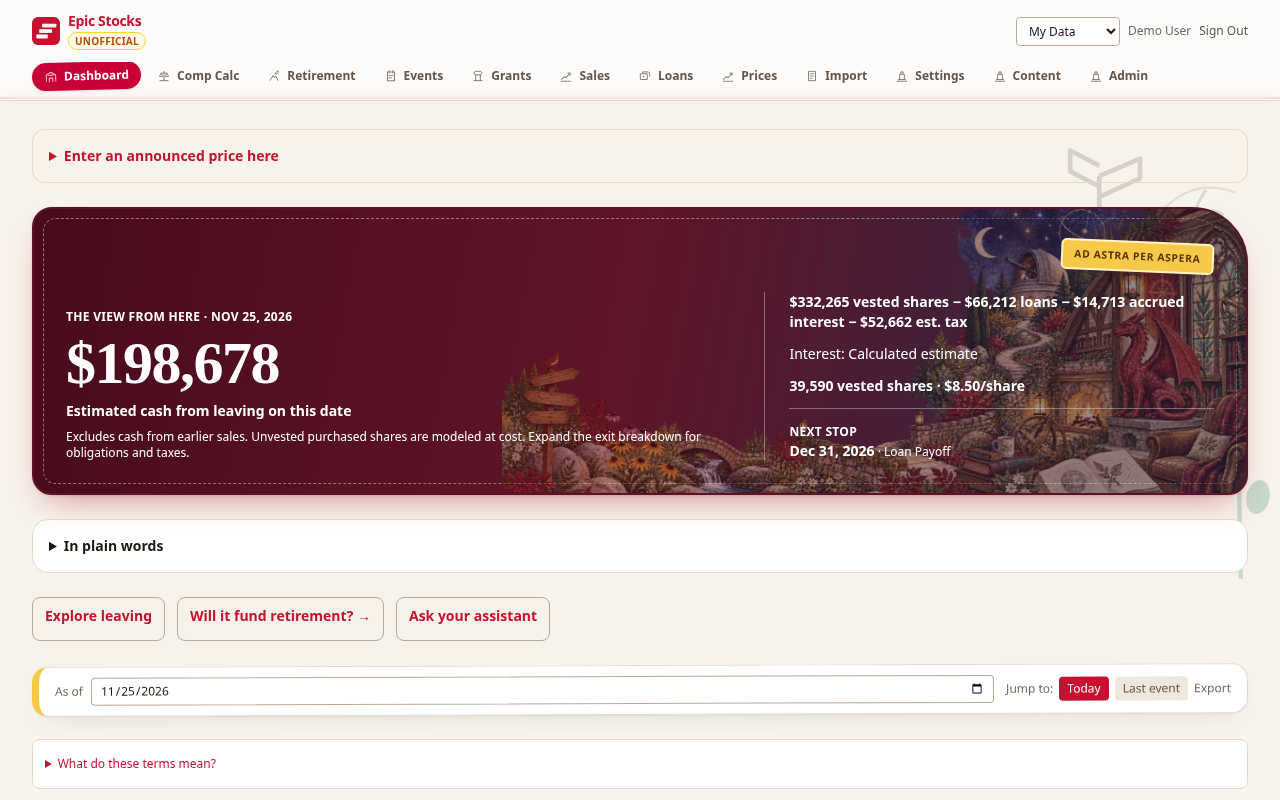 Epic Stocks
UNOFFICIAL
My Data
Demo User
Sign Out
Dashboard
Comp Calc
Retirement
Events
Grants
Sales
Loans
Prices
Import
Settings
Content
Admin
Enter an announced price here
AD ASTRA PER ASPERA
THE VIEW FROM HERE · NOV 25, 2026
$198,678
Estimated cash from leaving on this date
Excludes cash from earlier sales. Unvested purchased shares are modeled at cost. Expand the exit breakdown for
obligations and taxes.
$332,265 vested shares − $66,212 loans − $14,713 accrued
interest − $52,662 est. tax
Interest: Calculated estimate
39,590 vested shares · $8.50/share
NEXT STOP
Dec 31, 2026 · Loan Payoff
In plain words
Explore leaving
Will it fund retirement? →
Ask your assistant
As of
11/25/2026
Jump to:
Today
Last event
Export
What do these terms mean?